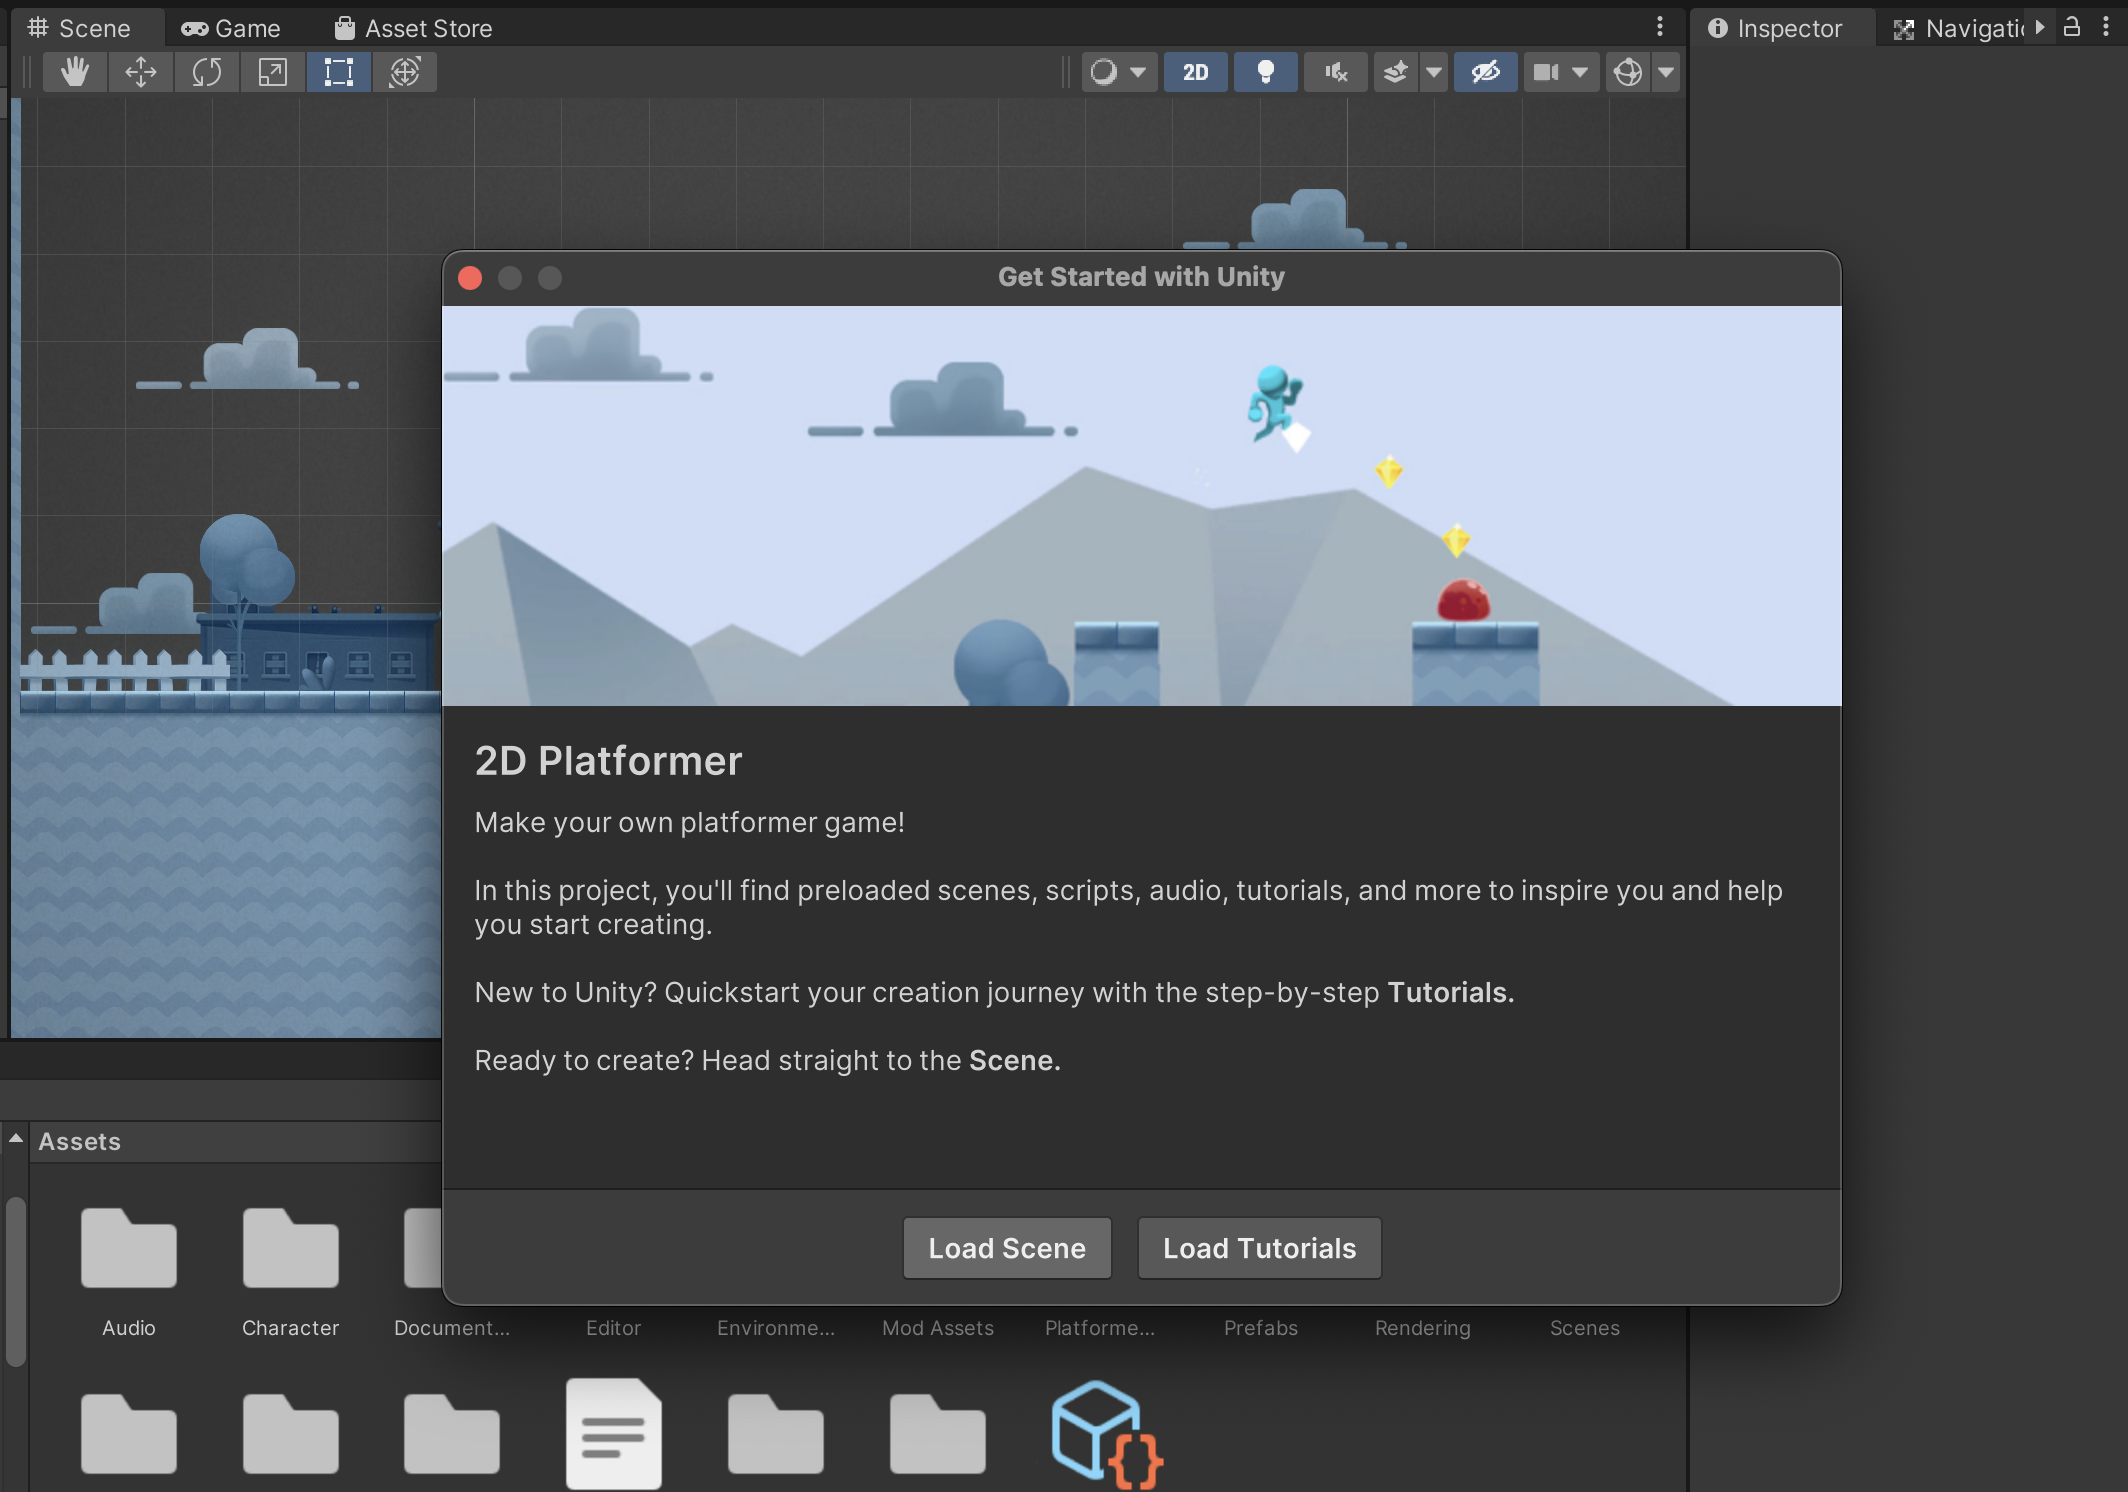 Scene
Game
Asset Store
Inspector
Navigati
2D
Get Started with Unity
2D Platformer
Make your own platformer game!
In this project, you'll find preloaded scenes, scripts, audio, tutorials, and more to inspire you and help
you start creating.
New to Unity? Quickstart your creation journey with the step-by-step Tutorials.
Ready to create? Head straight to the Scene.
Load Scene
Load Tutorials
Assets
Audio
Character
Document...
Editor
Environme...
Mod Assets
Platforme...
Prefabs
Rendering
Scenes